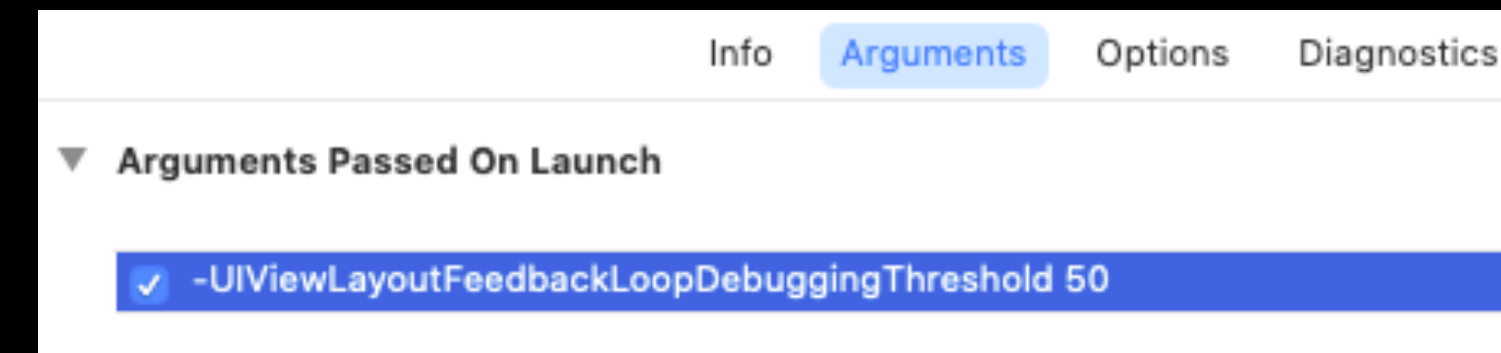 Info Arguments Options Diagnostics
Arguments Passed On Launch
-UIViewLayoutFeedbackLoopDebuggingThreshold 50